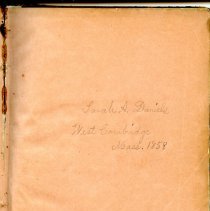 Sarah A. Daniels
West Cambridge
Mass. 1858